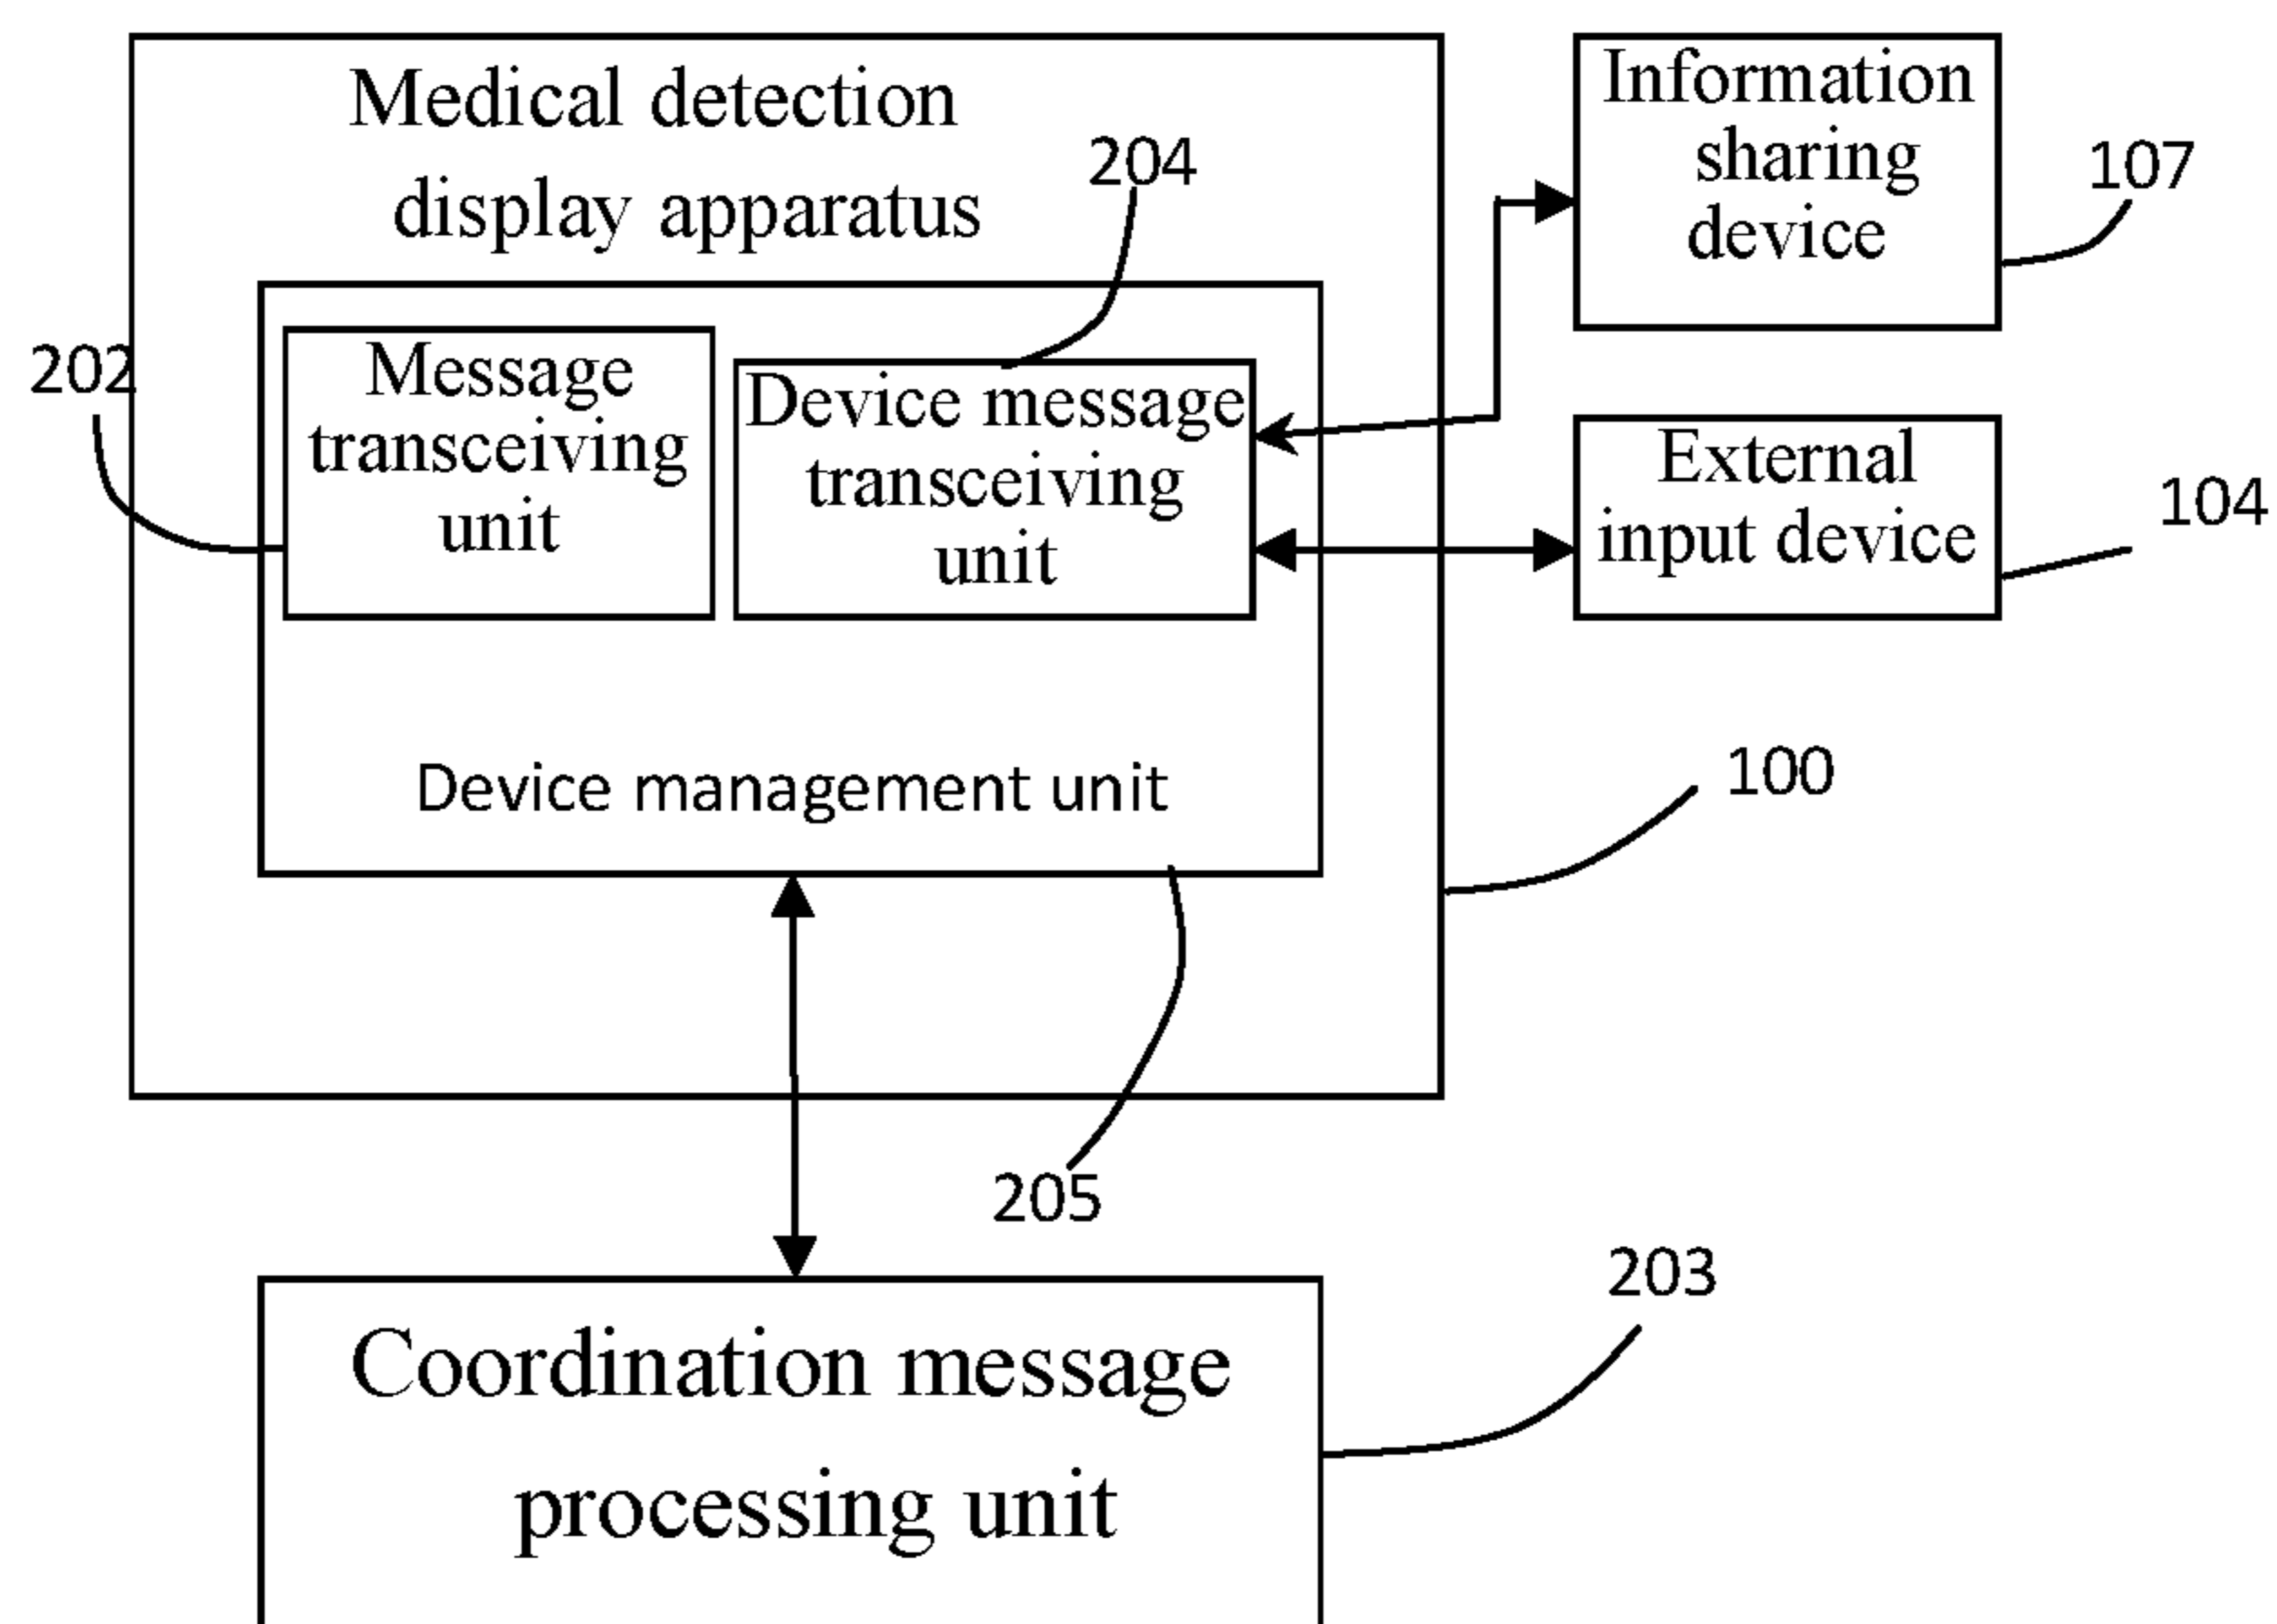 Medical detection
display apparatus
204
Information
sharing
device
107
202
Message
transceiving
unit
Device message
transceiving
unit
External
input device
104
Device management unit
100
205
203
Coordination message
processing unit